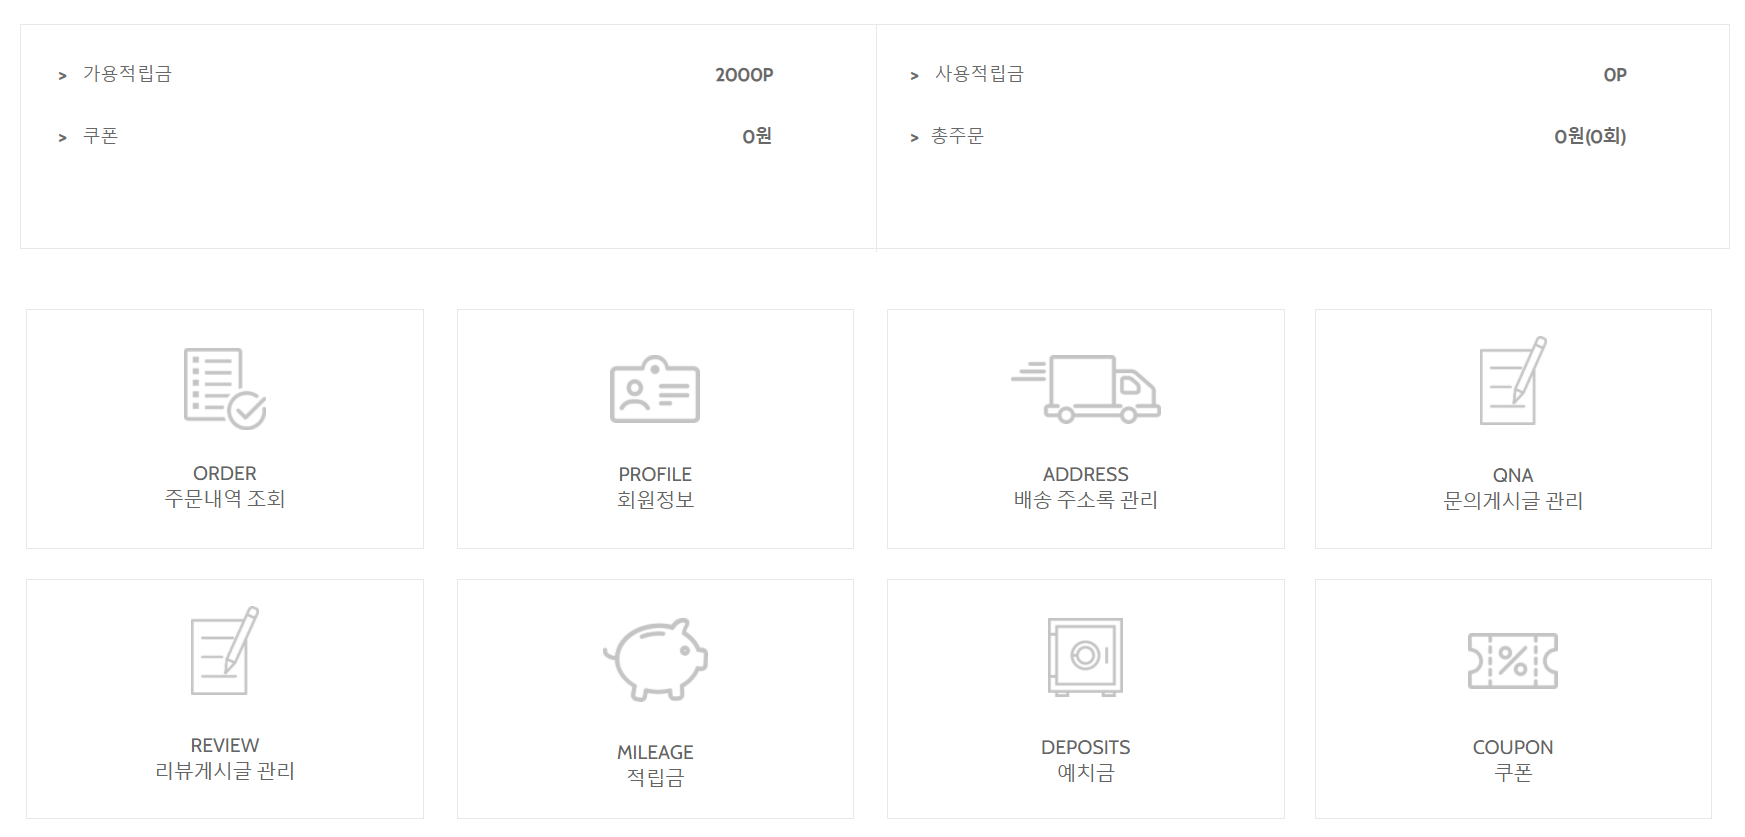 > 가용적립금 2000P
> 사용적립금 0P
> 쿠폰 0원
> 총주문 0원(0회)
ORDER
주문내역 조회
PROFILE
회원정보
ADDRESS
배송 주소록 관리
QNA
문의게시글 관리
REVIEW
리뷰게시글 관리
MILEAGE
적립금
DEPOSITS
예치금
COUPON
쿠폰